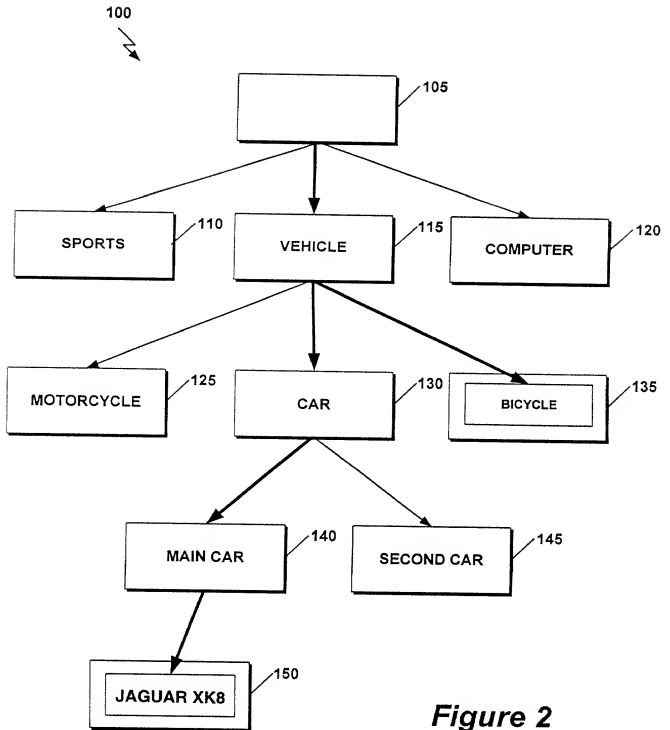 100
105
SPORTS
110
VEHICLE
115
COMPUTER
120
MOTORCYCLE
125
CAR
130
BICYCLE
135
MAIN CAR
140
SECOND CAR
145
JAGUAR XK8
150
Figure 2